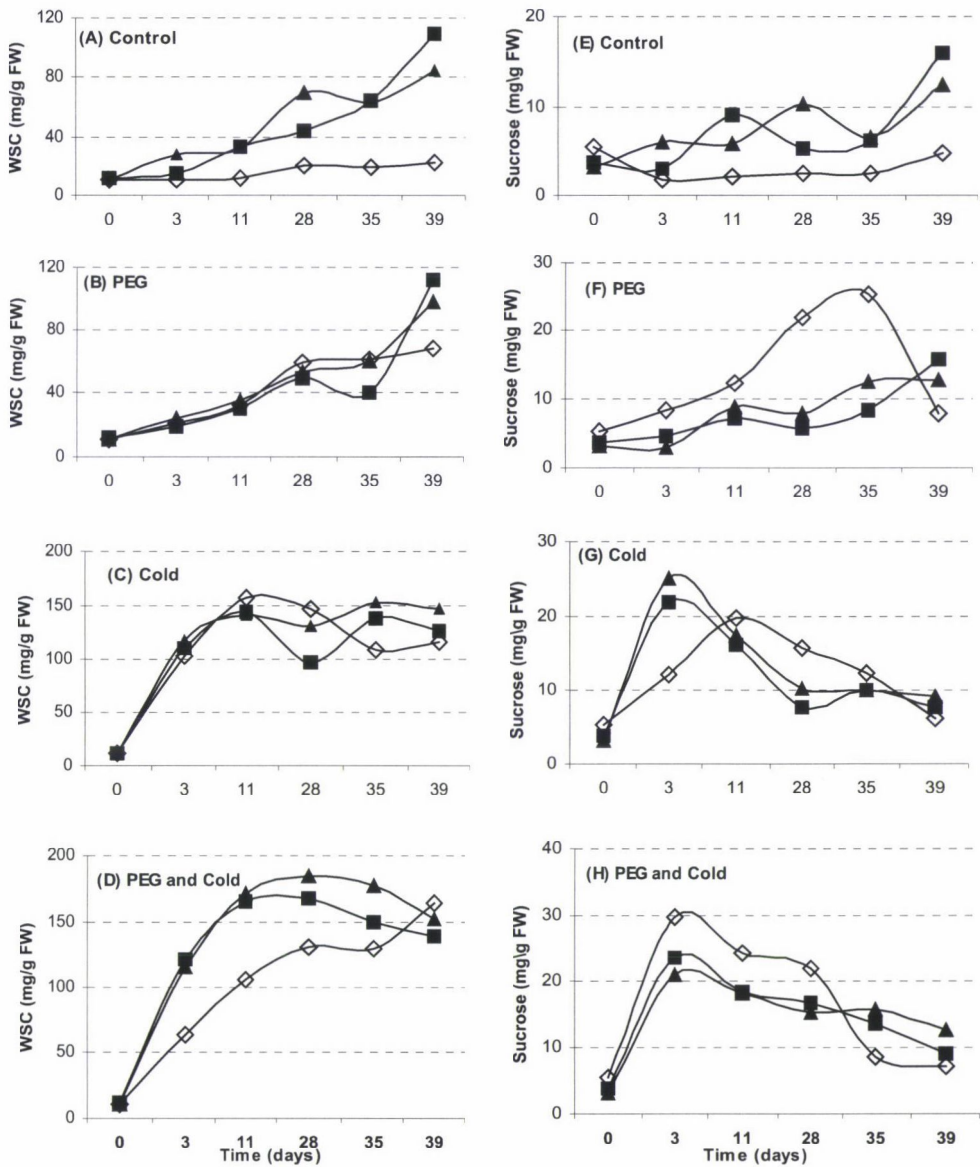 (A) Control
WSC (mg/g FW)
120
80
40
0
0 3 11 28 35 39
(E) Control
Sucrose (mg\g FW)
20
10
0
0 3 11 28 35 39
(B) PEG
WSC (mg/g FW)
120
80
40
0
0 3 11 28 35 39
(F) PEG
Sucrose (mg\g FW)
30
20
10
0
0 3 11 28 35 39
(C) Cold
WSC (mg/g FW)
200
150
100
50
0
0 3 11 28 35 39
(G) Cold
Sucrose (mg\g FW)
30
20
10
0
0 3 11 28 35 39
(D) PEG and Cold
WSC (mg/g FW)
200
150
100
50
0
0 3 11 28 35 39
Time (days)
(H) PEG and Cold
Sucrose (mg\g FW)
40
30
20
10
0
0 3 11 28 35 39
Time (days)